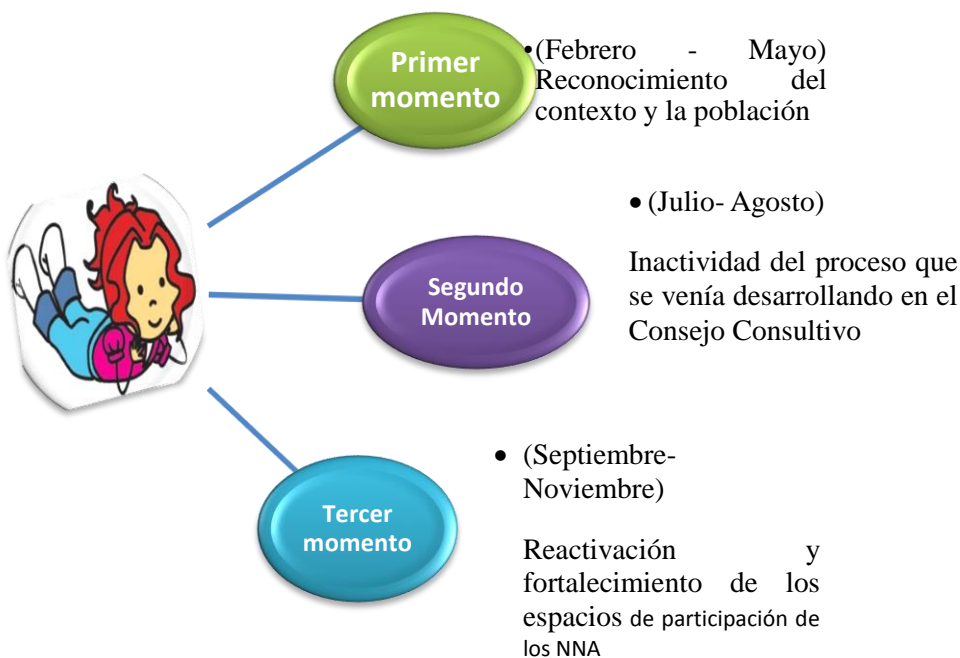 Primer
momento
•(Febrero - Mayo)
Reconocimiento del
contexto y la población
Segundo
Momento
• (Julio- Agosto)
Inactividad del proceso que
se venía desarrollando en el
Consejo Consultivo
Tercer
momento
• (Septiembre-
Noviembre)
Reactivación y
fortalecimiento de los
espacios de participación de
los NNA